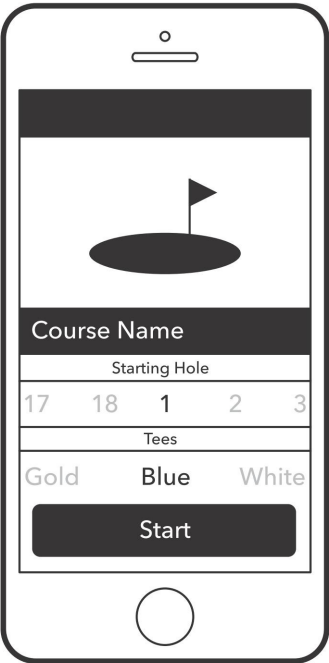 Course Name
Starting Hole
17 18 1 2 3
Tees
Gold Blue White
Start